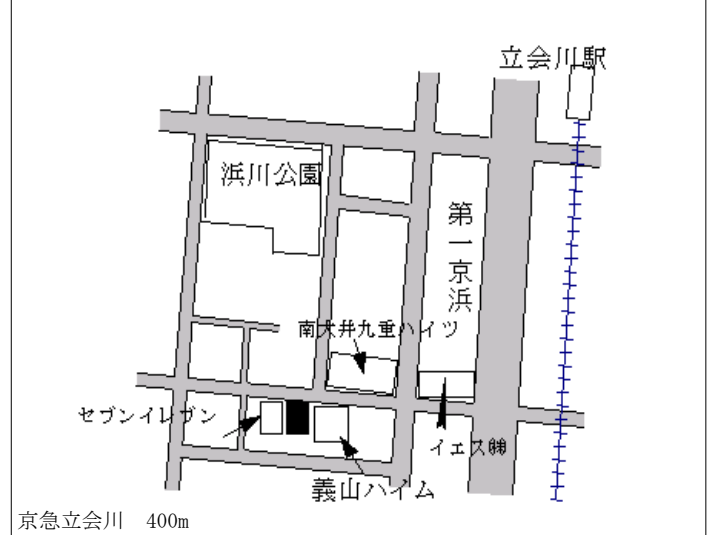 立会川駅
浜川公園
第一京浜
南大井九重ハイツ
セブンイレブン
イエス㈱
義山ハイム
京急立会川　400m